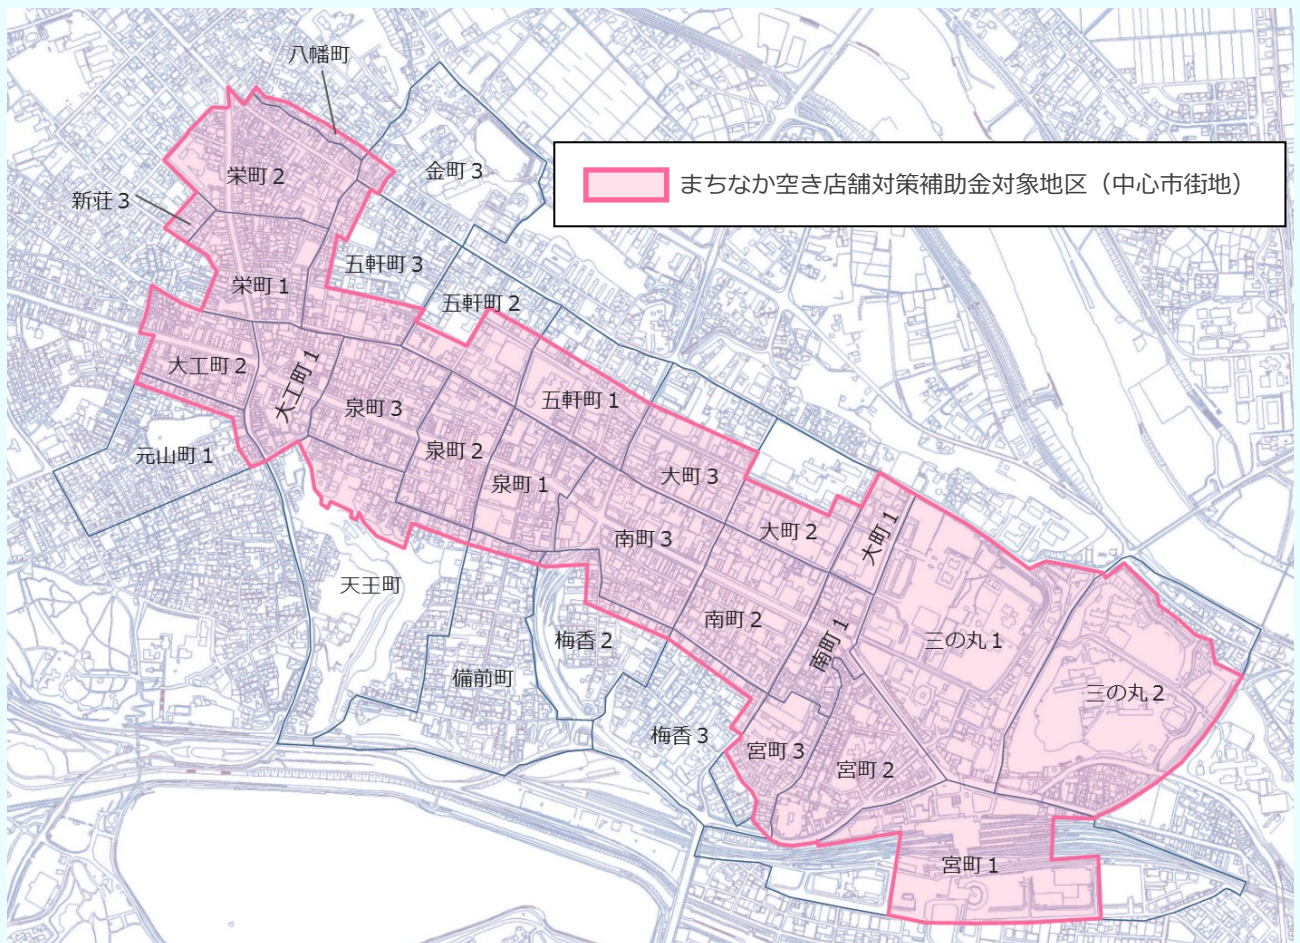 八幡町
金町3
栄町2
まちなか空き店舗対策補助金対象地区（中心市街地）
新荘3
五軒町3
栄町1
五軒町2
大工町2
大工町1
泉町3
五軒町1
元山町1
泉町2
泉町1
大町3
大町2
大町1
南町3
天王町
南町2
南町1
三の丸1
梅香2
備前町
三の丸2
梅香3
宮町3
宮町2
宮町1